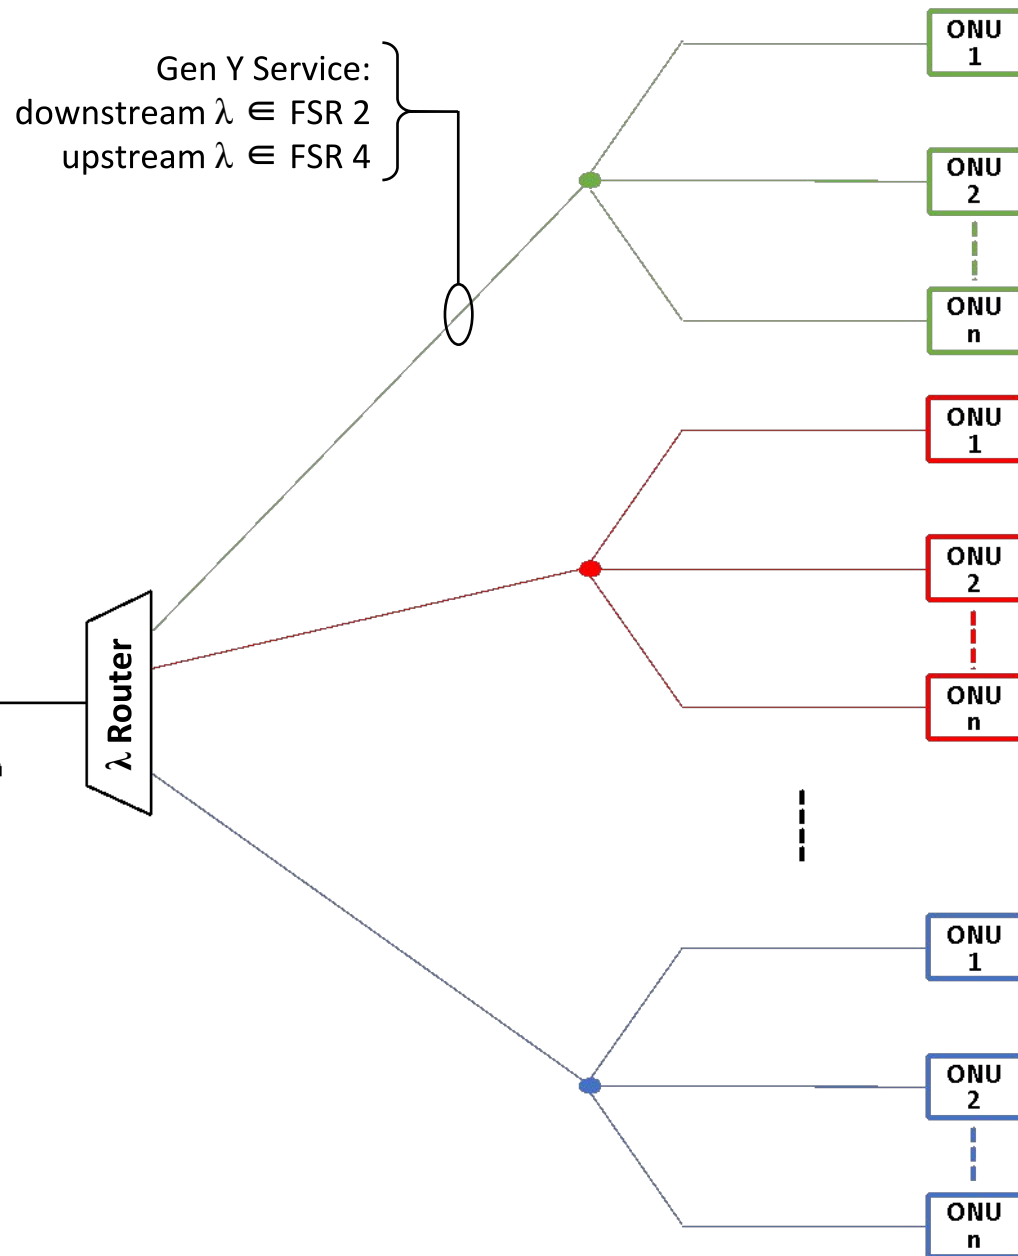 Gen Y Service:
downstream λ ∈ FSR 2
upstream λ ∈ FSR 4
ONU
1
ONU
2
ONU
n
ONU
1
ONU
2
ONU
n
λ Router
ONU
1
ONU
2
ONU
n